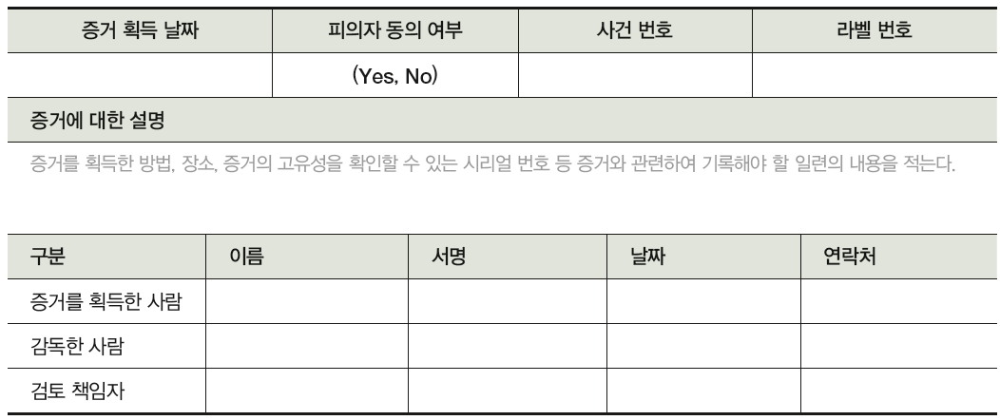 증거 획득 날짜 피의자 동의 여부 사건 번호 라벨 번호
(Yes, No)
증거에 대한 설명
증거를 획득한 방법, 장소, 증거의 고유성을 확인할 수 있는 시리얼 번호 등 증거와 관련하여 기록해야 할 일련의 내용을 적는다.
구분 이름 서명 날짜 연락처
증거를 획득한 사람
감독한 사람
검토 책임자